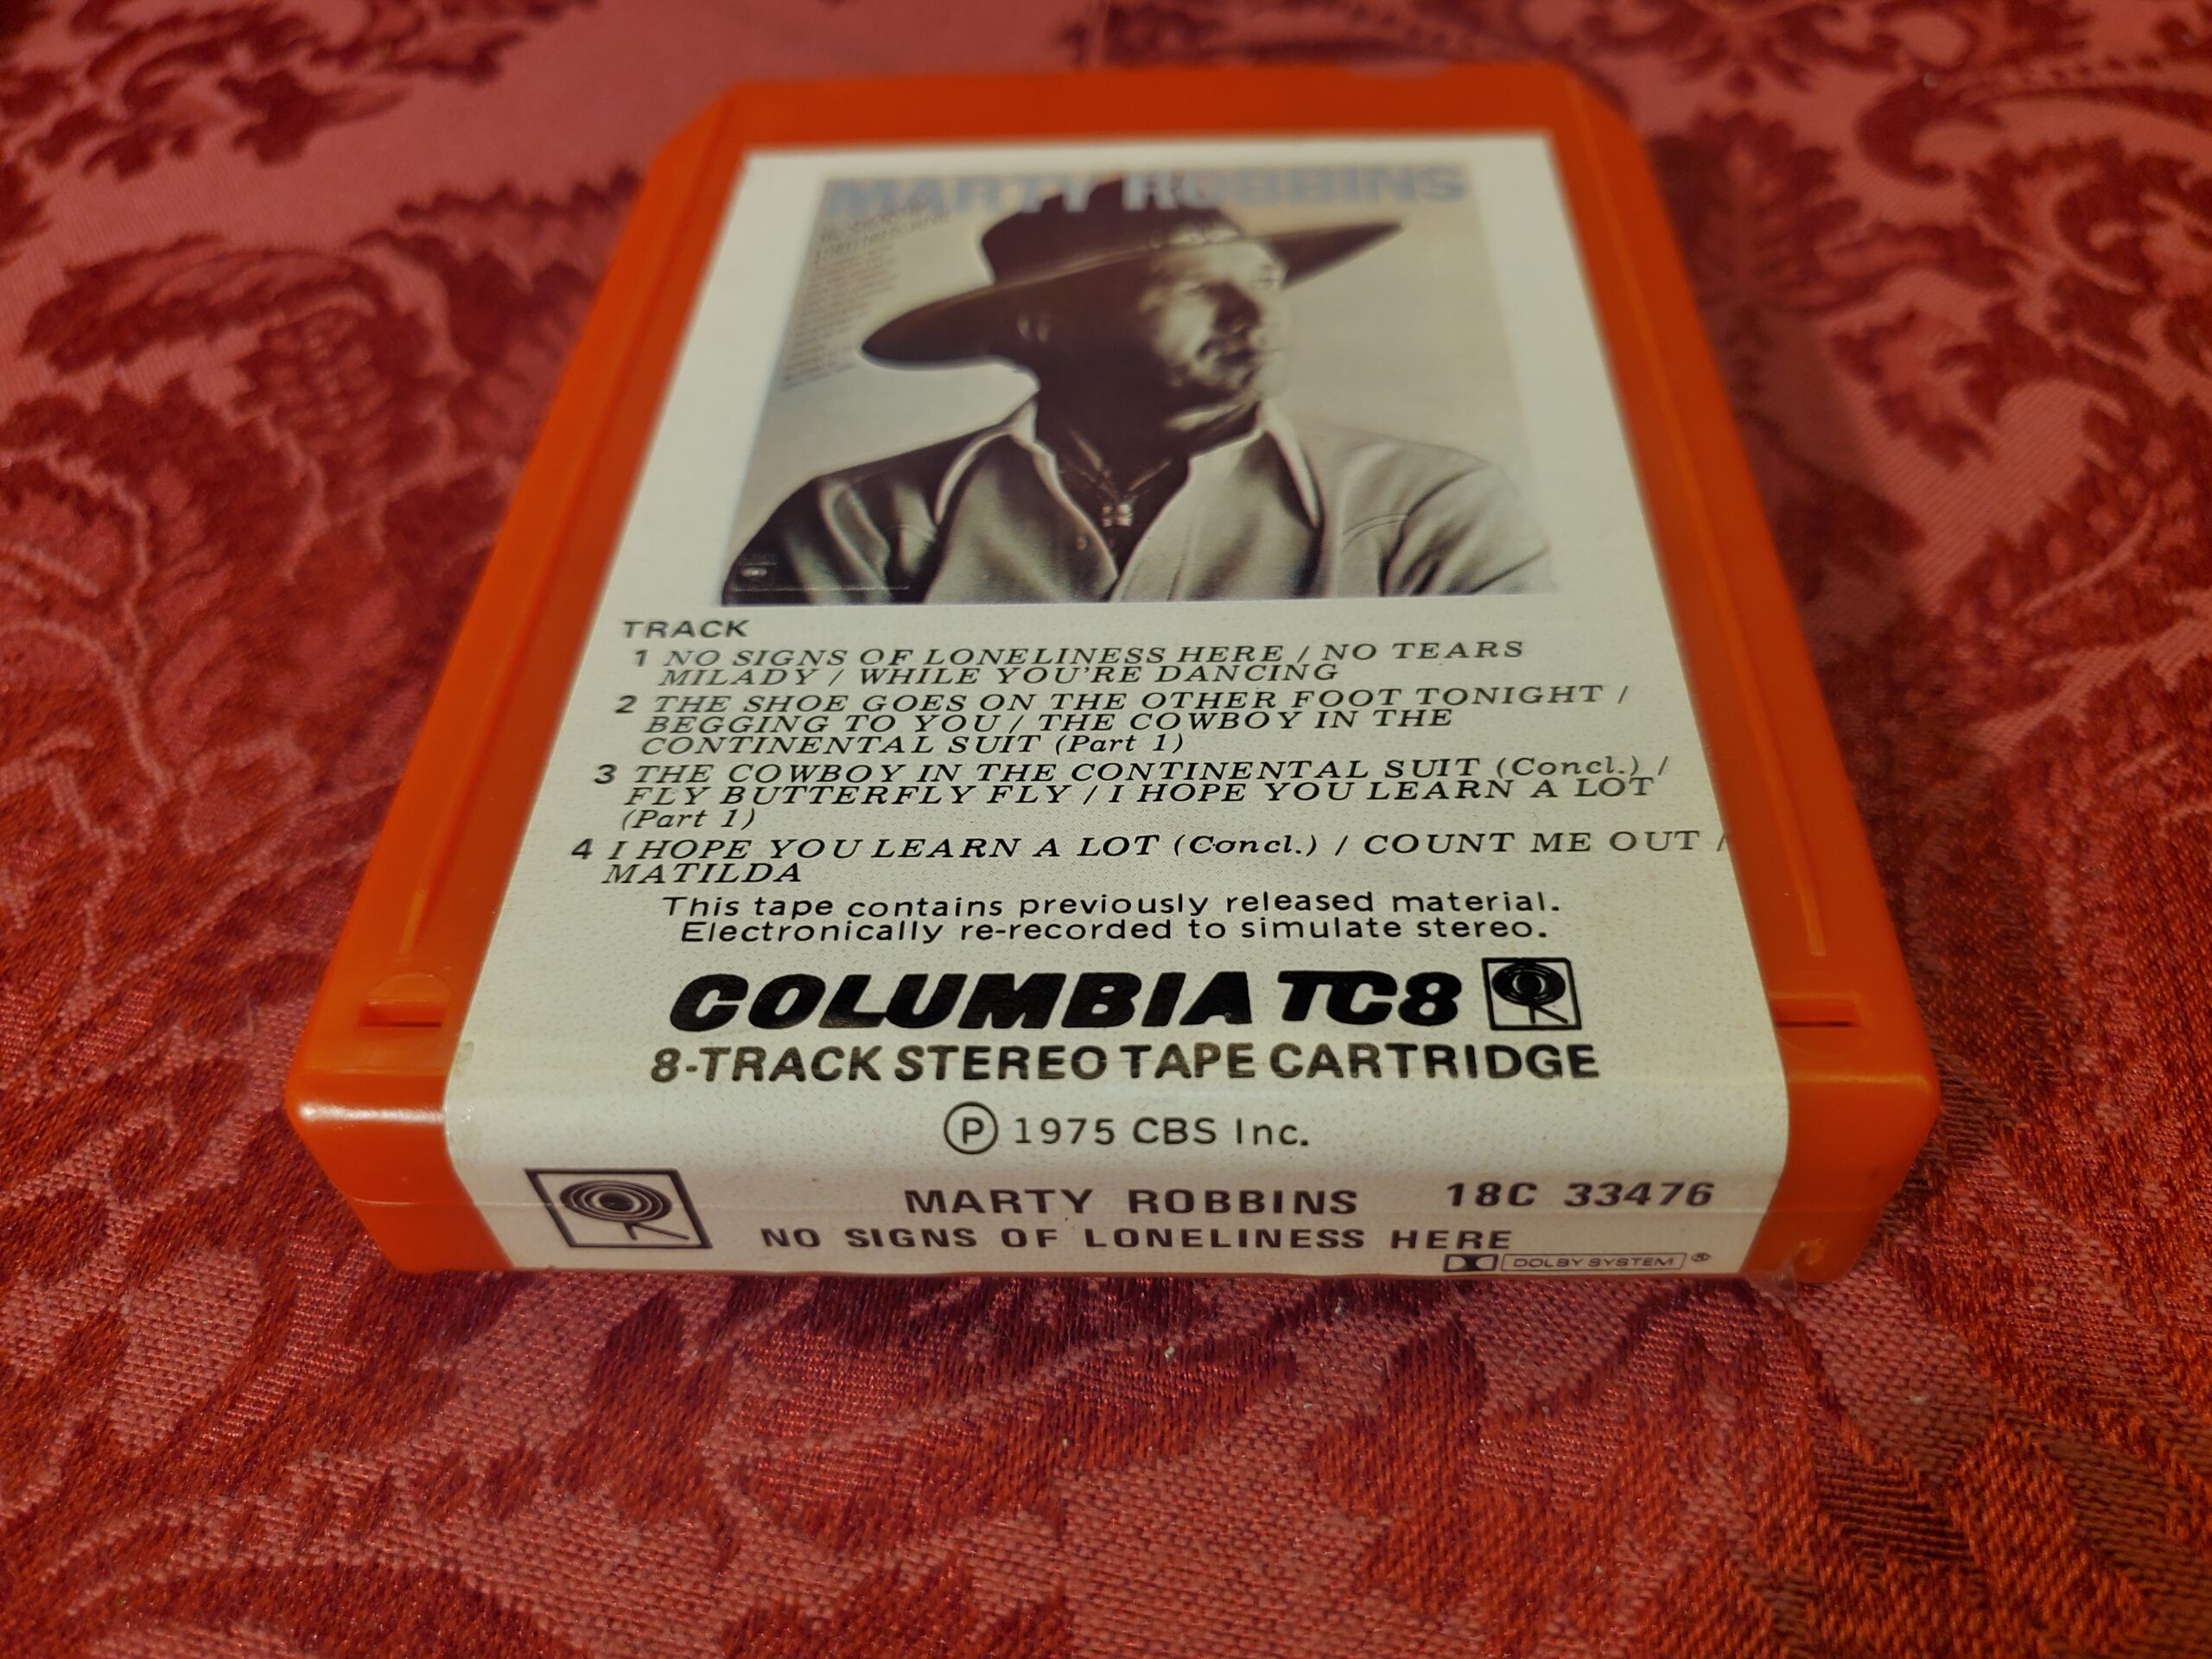 MARTY ROBBINS
TRACK
1 NO SIGNS OF LONELINESS HERE / NO TEARS
MILADY / WHILE YOU'RE DANCING
2 THE SHOE GOES ON THE OTHER FOOT TONIGHT /
BEGGING TO YOU / THE COWBOY IN THE
CONTINENTAL SUIT (Part 1)
3 THE COWBOY IN THE CONTINENTAL SUIT (Concl.) /
FLY BUTTERFLY FLY / I HOPE YOU LEARN A LOT
(Part 1)
4 I HOPE YOU LEARN A LOT (Concl.) / COUNT ME OUT /
MATILDA
This tape contains previously released material.
Electronically re-recorded to simulate stereo.
COLUMBIA TC8
8-TRACK STEREO TAPE CARTRIDGE
Ⓟ 1975 CBS Inc.
MARTY ROBBINS 18C 33476
NO SIGNS OF LONELINESS HERE
DOLBY SYSTEM ®